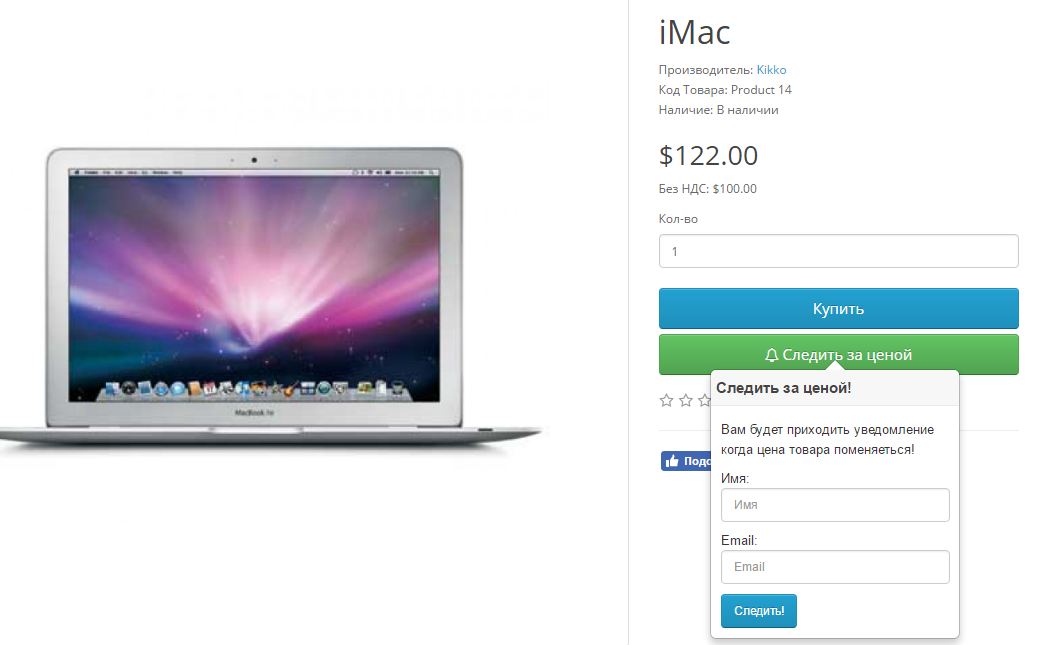 iMac
Производитель: Kikko
Код Товара: Product 14
Наличие: В наличии
$122.00
Без НДС: $100.00
Кол-во
1
Купить
Следить за ценой
Следить за ценой!
Вам будет приходить уведомление
когда цена товара поменяеться!
Имя:
Имя
Email:
Email
Следить!
MacBook Air